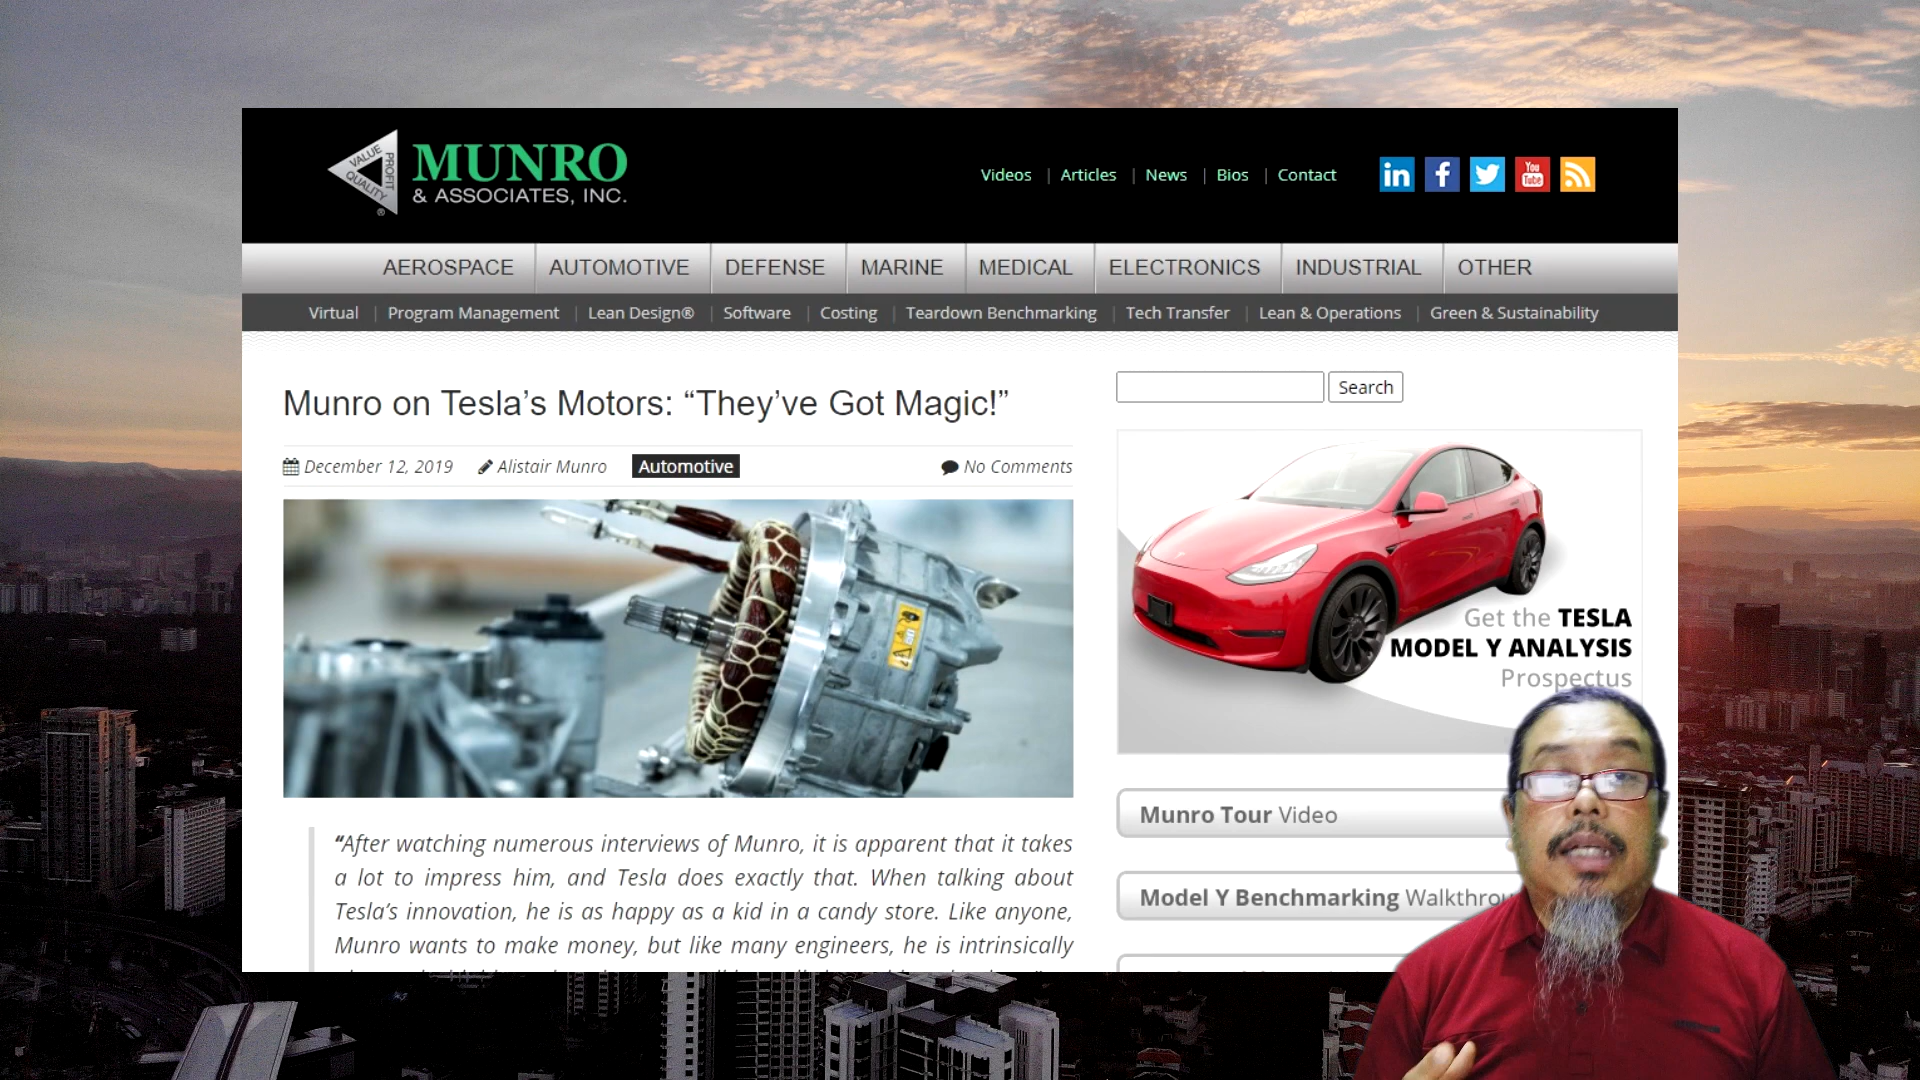 VALUE
PROFIT
QUALITY
®
MUNRO
& ASSOCIATES, INC.
Videos | Articles | News | Bios | Contact
in
f
You
Tube
AEROSPACE AUTOMOTIVE DEFENSE MARINE MEDICAL ELECTRONICS INDUSTRIAL OTHER
Virtual | Program Management | Lean Design® | Software | Costing | Teardown Benchmarking | Tech Transfer | Lean & Operations | Green & Sustainability
Munro on Tesla’s Motors: “They’ve Got Magic!”
December 12, 2019 Alistair Munro Automotive No Comments
“After watching numerous interviews of Munro, it is apparent that it takes
a lot to impress him, and Tesla does exactly that. When talking about
Tesla’s innovation, he is as happy as a kid in a candy store. Like anyone,
Munro wants to make money, but like many engineers, he is intrinsically
Search
Get the TESLA
MODEL Y ANALYSIS
Prospectus
Munro Tour Video
Model Y Benchmarking